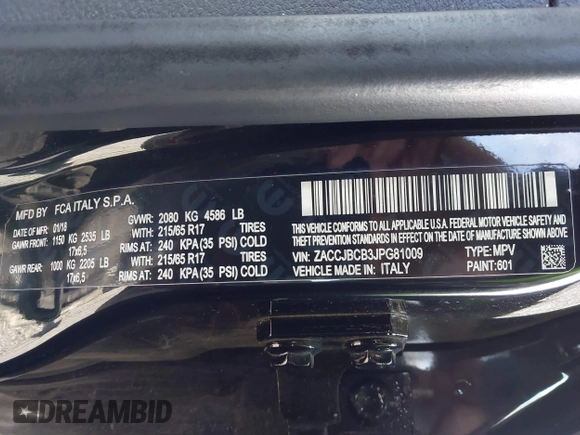 MFD BY FCA ITALY S.P.A.
DATE OF MFR: 01/18 GVWR: 2080 KG 4586 LB
GAWR FRONT: 1150 KG 2535 LB WITH: 215/65 R17 TIRES
17x6,5 RIMS AT: 240 KPA(35 PSI) COLD
GAWR REAR: 1000 KG 2205 LB WITH: 215/65 R17 TIRES
17x6,5 RIMS AT: 240 KPA(35 PSI) COLD
THIS VEHICLE CONFORMS TO ALL APPLICABLE U.S.A. FEDERAL MOTOR VEHICLE SAFETY,
BUMPER AND THEFT PREVENTION STANDARDS IN EFFECT ON THE DATE OF MANUFACTURE SHOWN ABOVE
VIN: ZACCJBCB3JPG81009 TYPE: MPV
VEHICLE MADE IN: ITALY PAINT: 601
DREAMBID